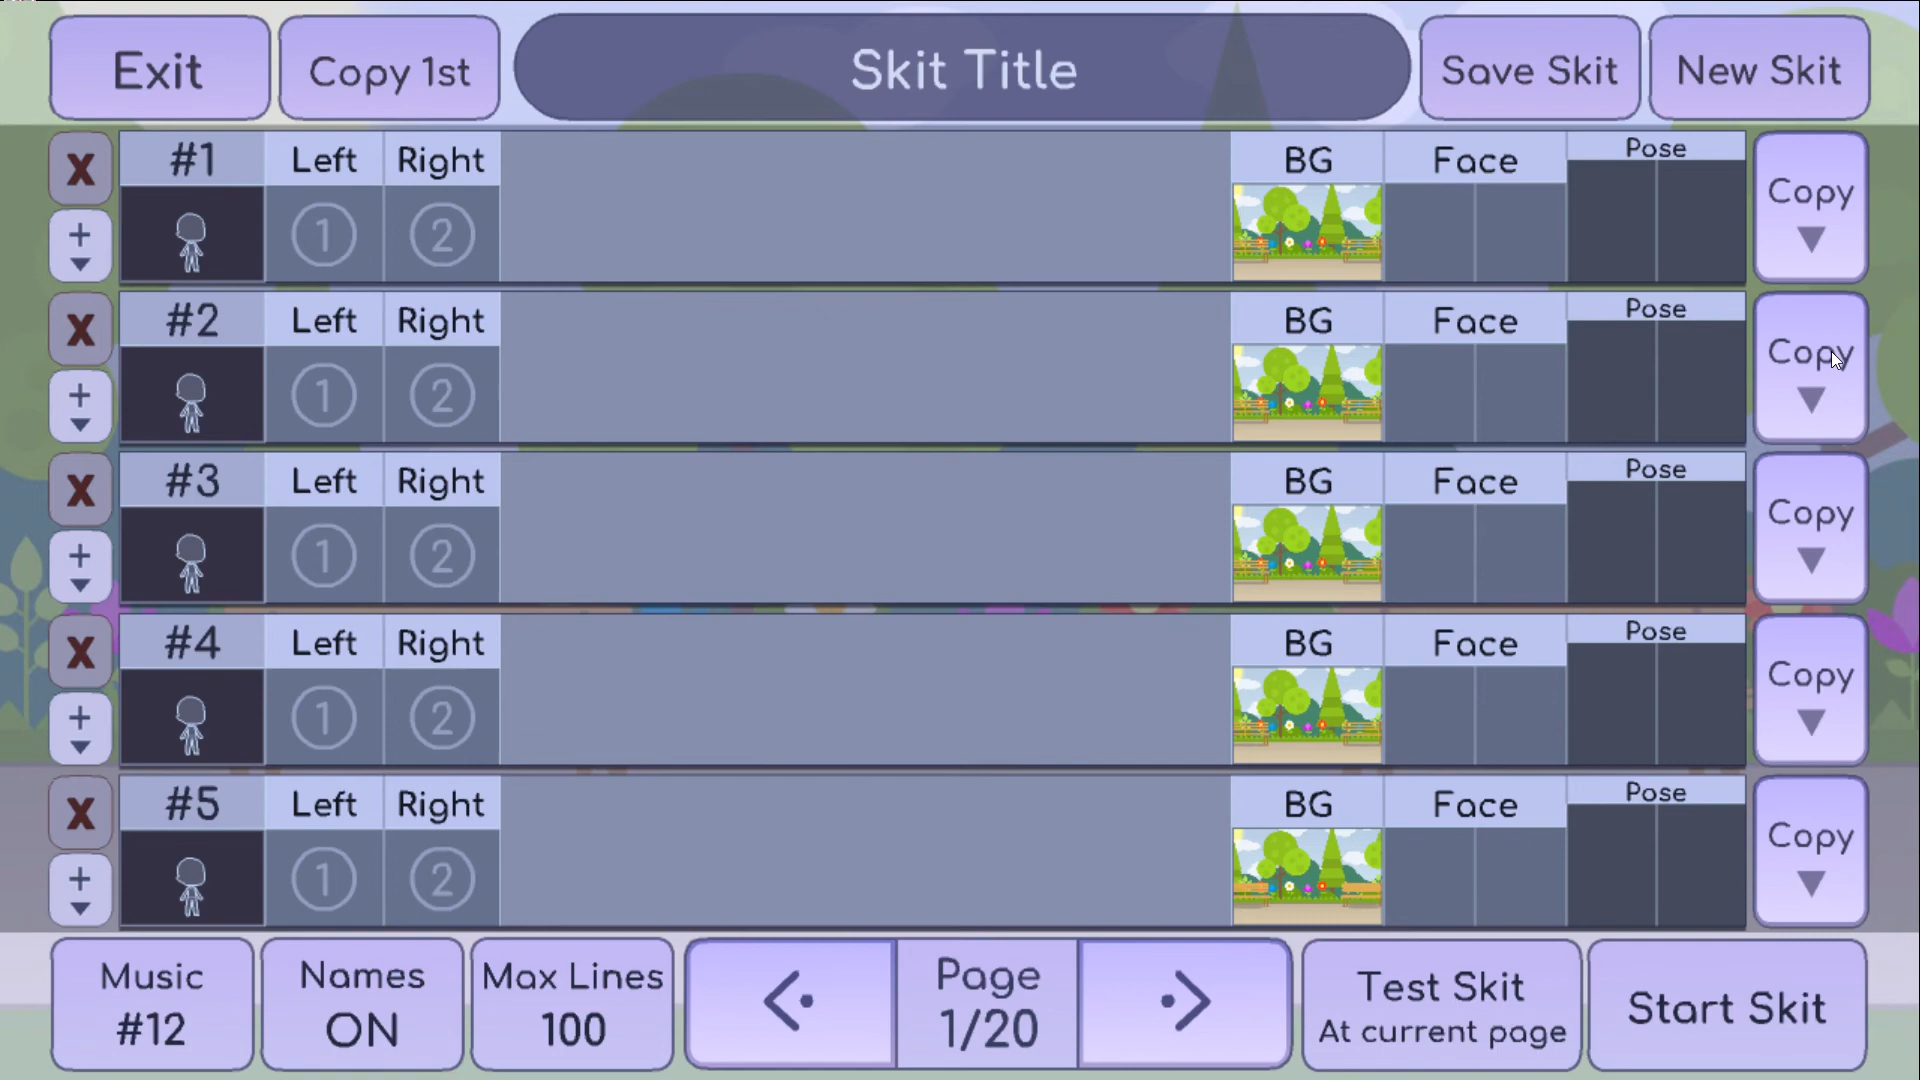 Exit
Copy 1st
Skit Title
Save Skit
New Skit
X
+
#1
Left
Right
1
2
BG
Face
Pose
Copy
X
+
#2
Left
Right
1
2
BG
Face
Pose
Copy
X
+
#3
Left
Right
1
2
BG
Face
Pose
Copy
X
+
#4
Left
Right
1
2
BG
Face
Pose
Copy
X
+
#5
Left
Right
1
2
BG
Face
Pose
Copy
Music
#12
Names
ON
Max Lines
100
Page
1/20
Test Skit
At current page
Start Skit